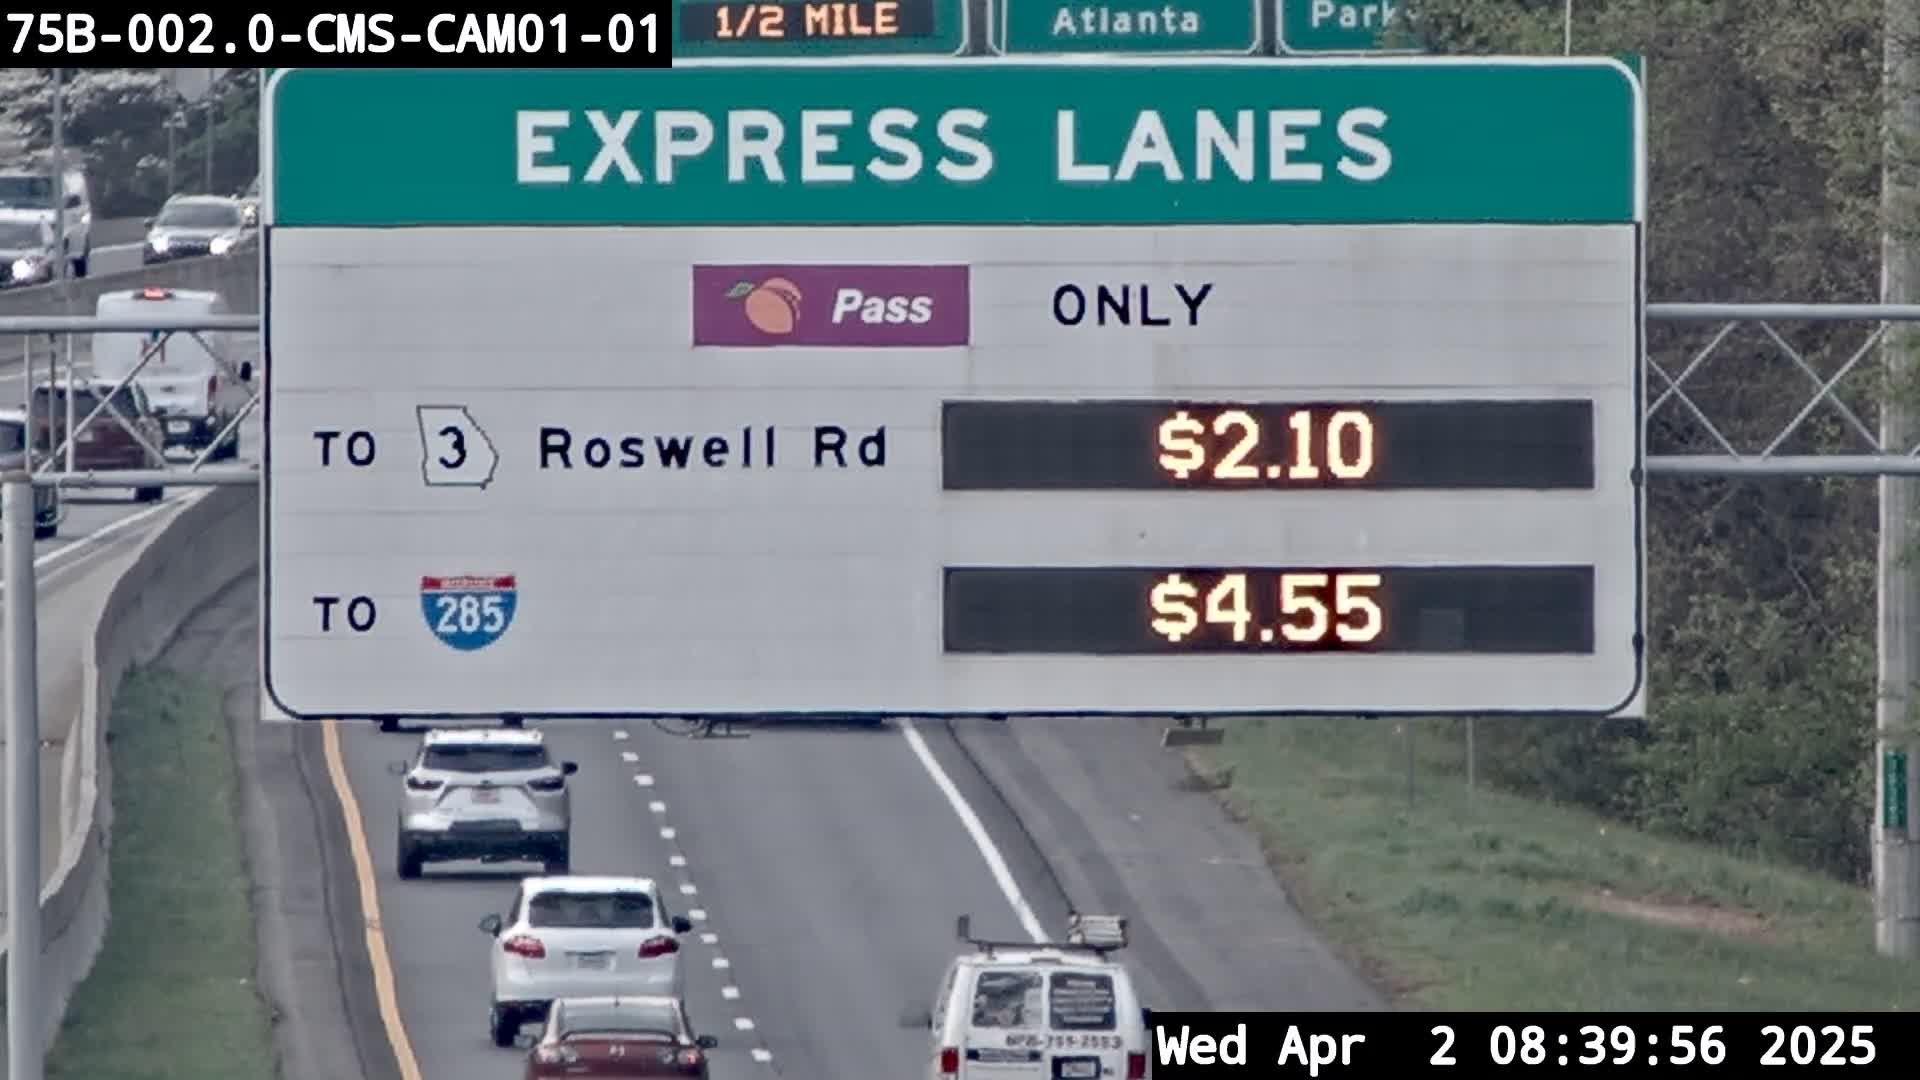 75B-002.0-CMS-CAM01-01
1/2 MILE
Atlanta
Park
EXPRESS LANES
Pass ONLY
TO 3 Roswell Rd $2.10
TO 285 $4.55
Wed Apr 2 08:39:56 2025